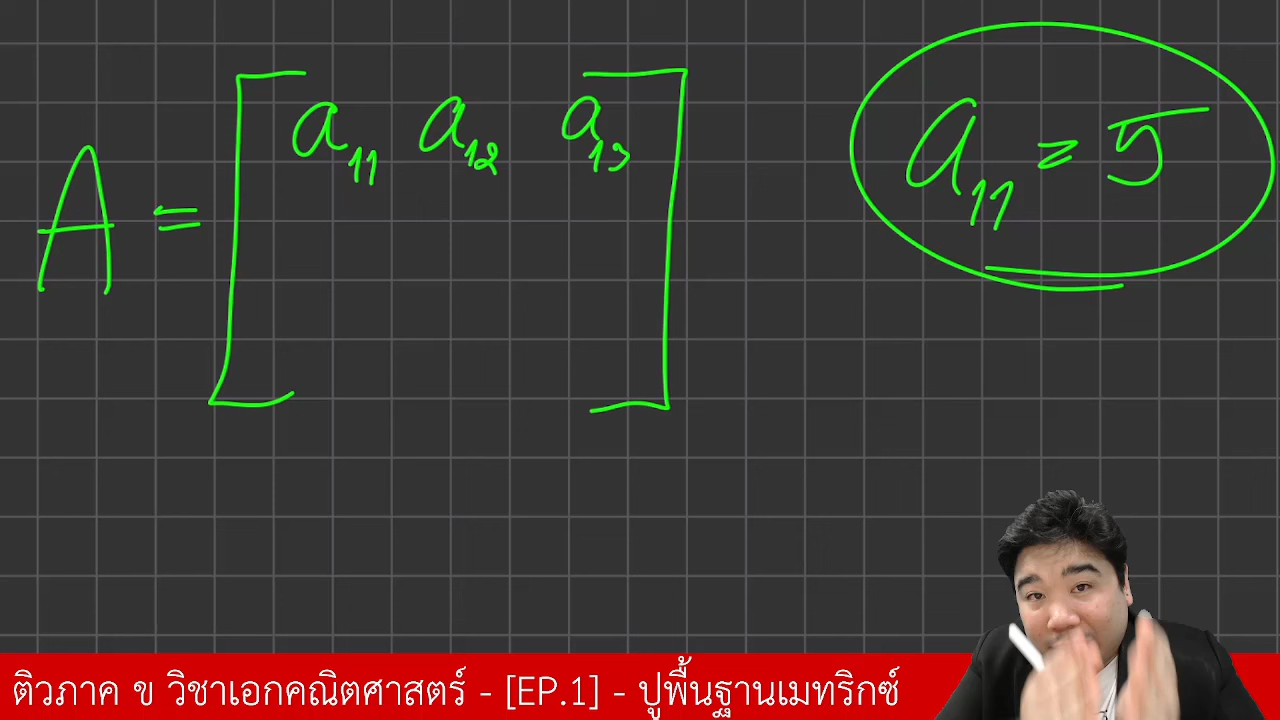 A = [ a₁₁ a₁₂ a₁₃ ]
a₁₁ = 5
ติวภาค ข วิชาเอกคณิตศาสตร์ - [EP.1] - ปูพื้นฐานเมทริกซ์